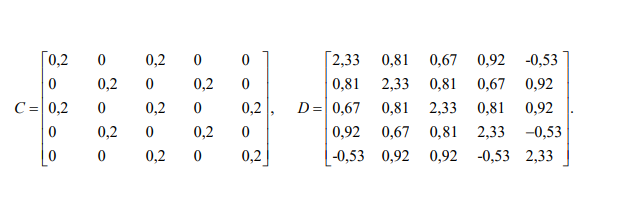 0,2 0 0,2 0 0 2,33 0,81 0,67 0,92 -0,53
0 0,2 0 0,2 0 0,81 2,33 0,81 0,67 0,92
C = 0,2 0 0,2 0 0,2 , D = 0,67 0,81 2,33 0,81 0,92 .
0 0,2 0 0,2 0 0,92 0,67 0,81 2,33 −0,53
0 0 0,2 0 0,2 -0,53 0,92 0,92 -0,53 2,33